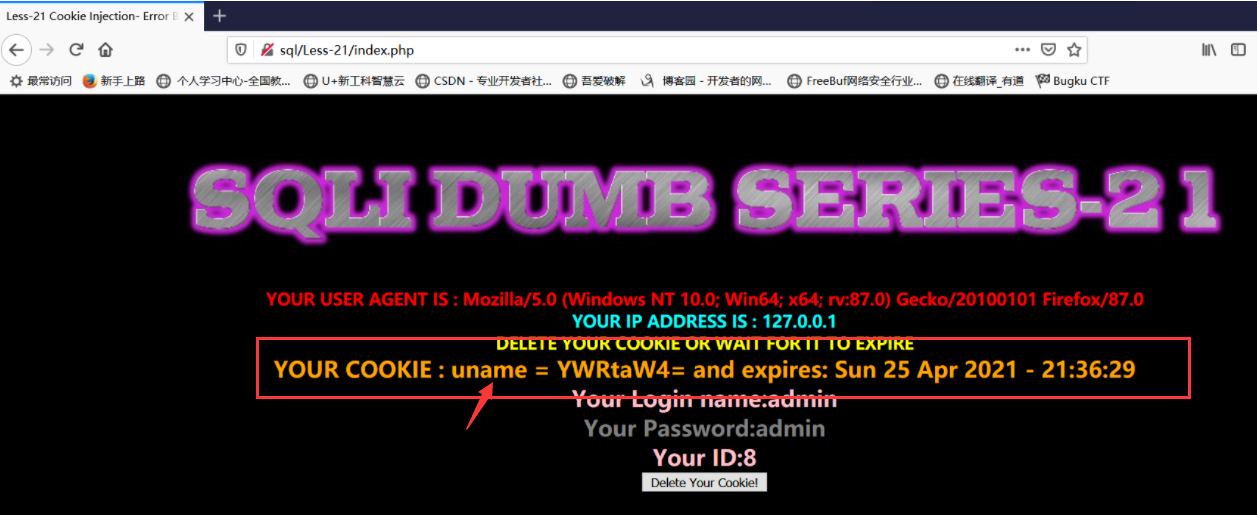 Less-21 Cookie Injection- Error B
sql/Less-21/index.php
最常访问 新手上路 个人学习中心-全国教... U+新工科智慧云 CSDN - 专业开发者社... 吾爱破解 博客园 - 开发者的网... FreeBuf网络安全行业... 在线翻译_有道 Bugku CTF
SQLI DUMB SERIES-21
YOUR USER AGENT IS : Mozilla/5.0 (Windows NT 10.0; Win64; x64; rv:87.0) Gecko/20100101 Firefox/87.0
YOUR IP ADDRESS IS : 127.0.0.1
DELETE YOUR COOKIE OR WAIT FOR IT TO EXPIRE
YOUR COOKIE : uname = YWRtaW4= and expires: Sun 25 Apr 2021 - 21:36:29
Your Login name:admin
Your Password:admin
Your ID:8
Delete Your Cookie!